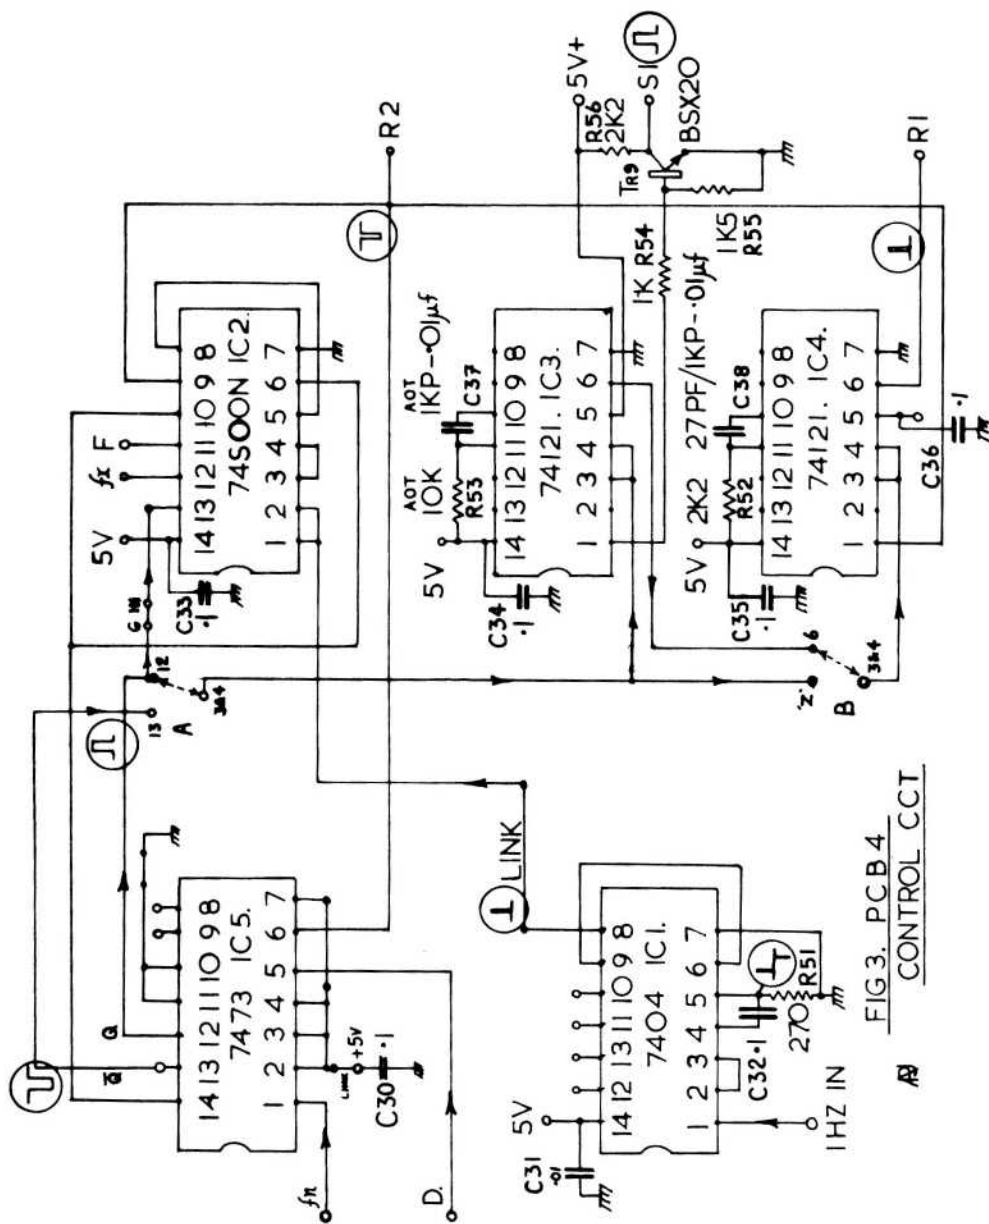 Q̅
Q
14 13 12 11 10 9 8
7473 IC5.
1 2 3 4 5 6 7
fn
D.
LINK
+5V
C30
.1
13
A
12
3&4
G
C33
.1
5V
fx
F
14 13 12 11 10 9 8
74S00N IC2.
1 2 3 4 5 6 7
R2
5V
C31
.01
14 12 13 11 10 9 8
7404 IC1.
1 2 3 4 5 6 7
LINK
1HZ IN
C32.1
270
R51
5V
AOT
10K
R53
AOT
1KP-.01µf
C37
C34
.1
14 13 12 11 10 9 8
74121. IC3.
1 2 3 4 5 6 7
1K R54
1K5
R55
TR9
BSX20
R56
2K2
5V+
S1
'Z'
6
B
3&4
5V
2K2
R52
27PF/1KP-.01µf
C38
C35
.1
14 13 12 11 10 9 8
74121. IC4.
1 2 3 4 5 6 7
C36
.1
R1
FIG 3. PCB 4
CONTROL CCT